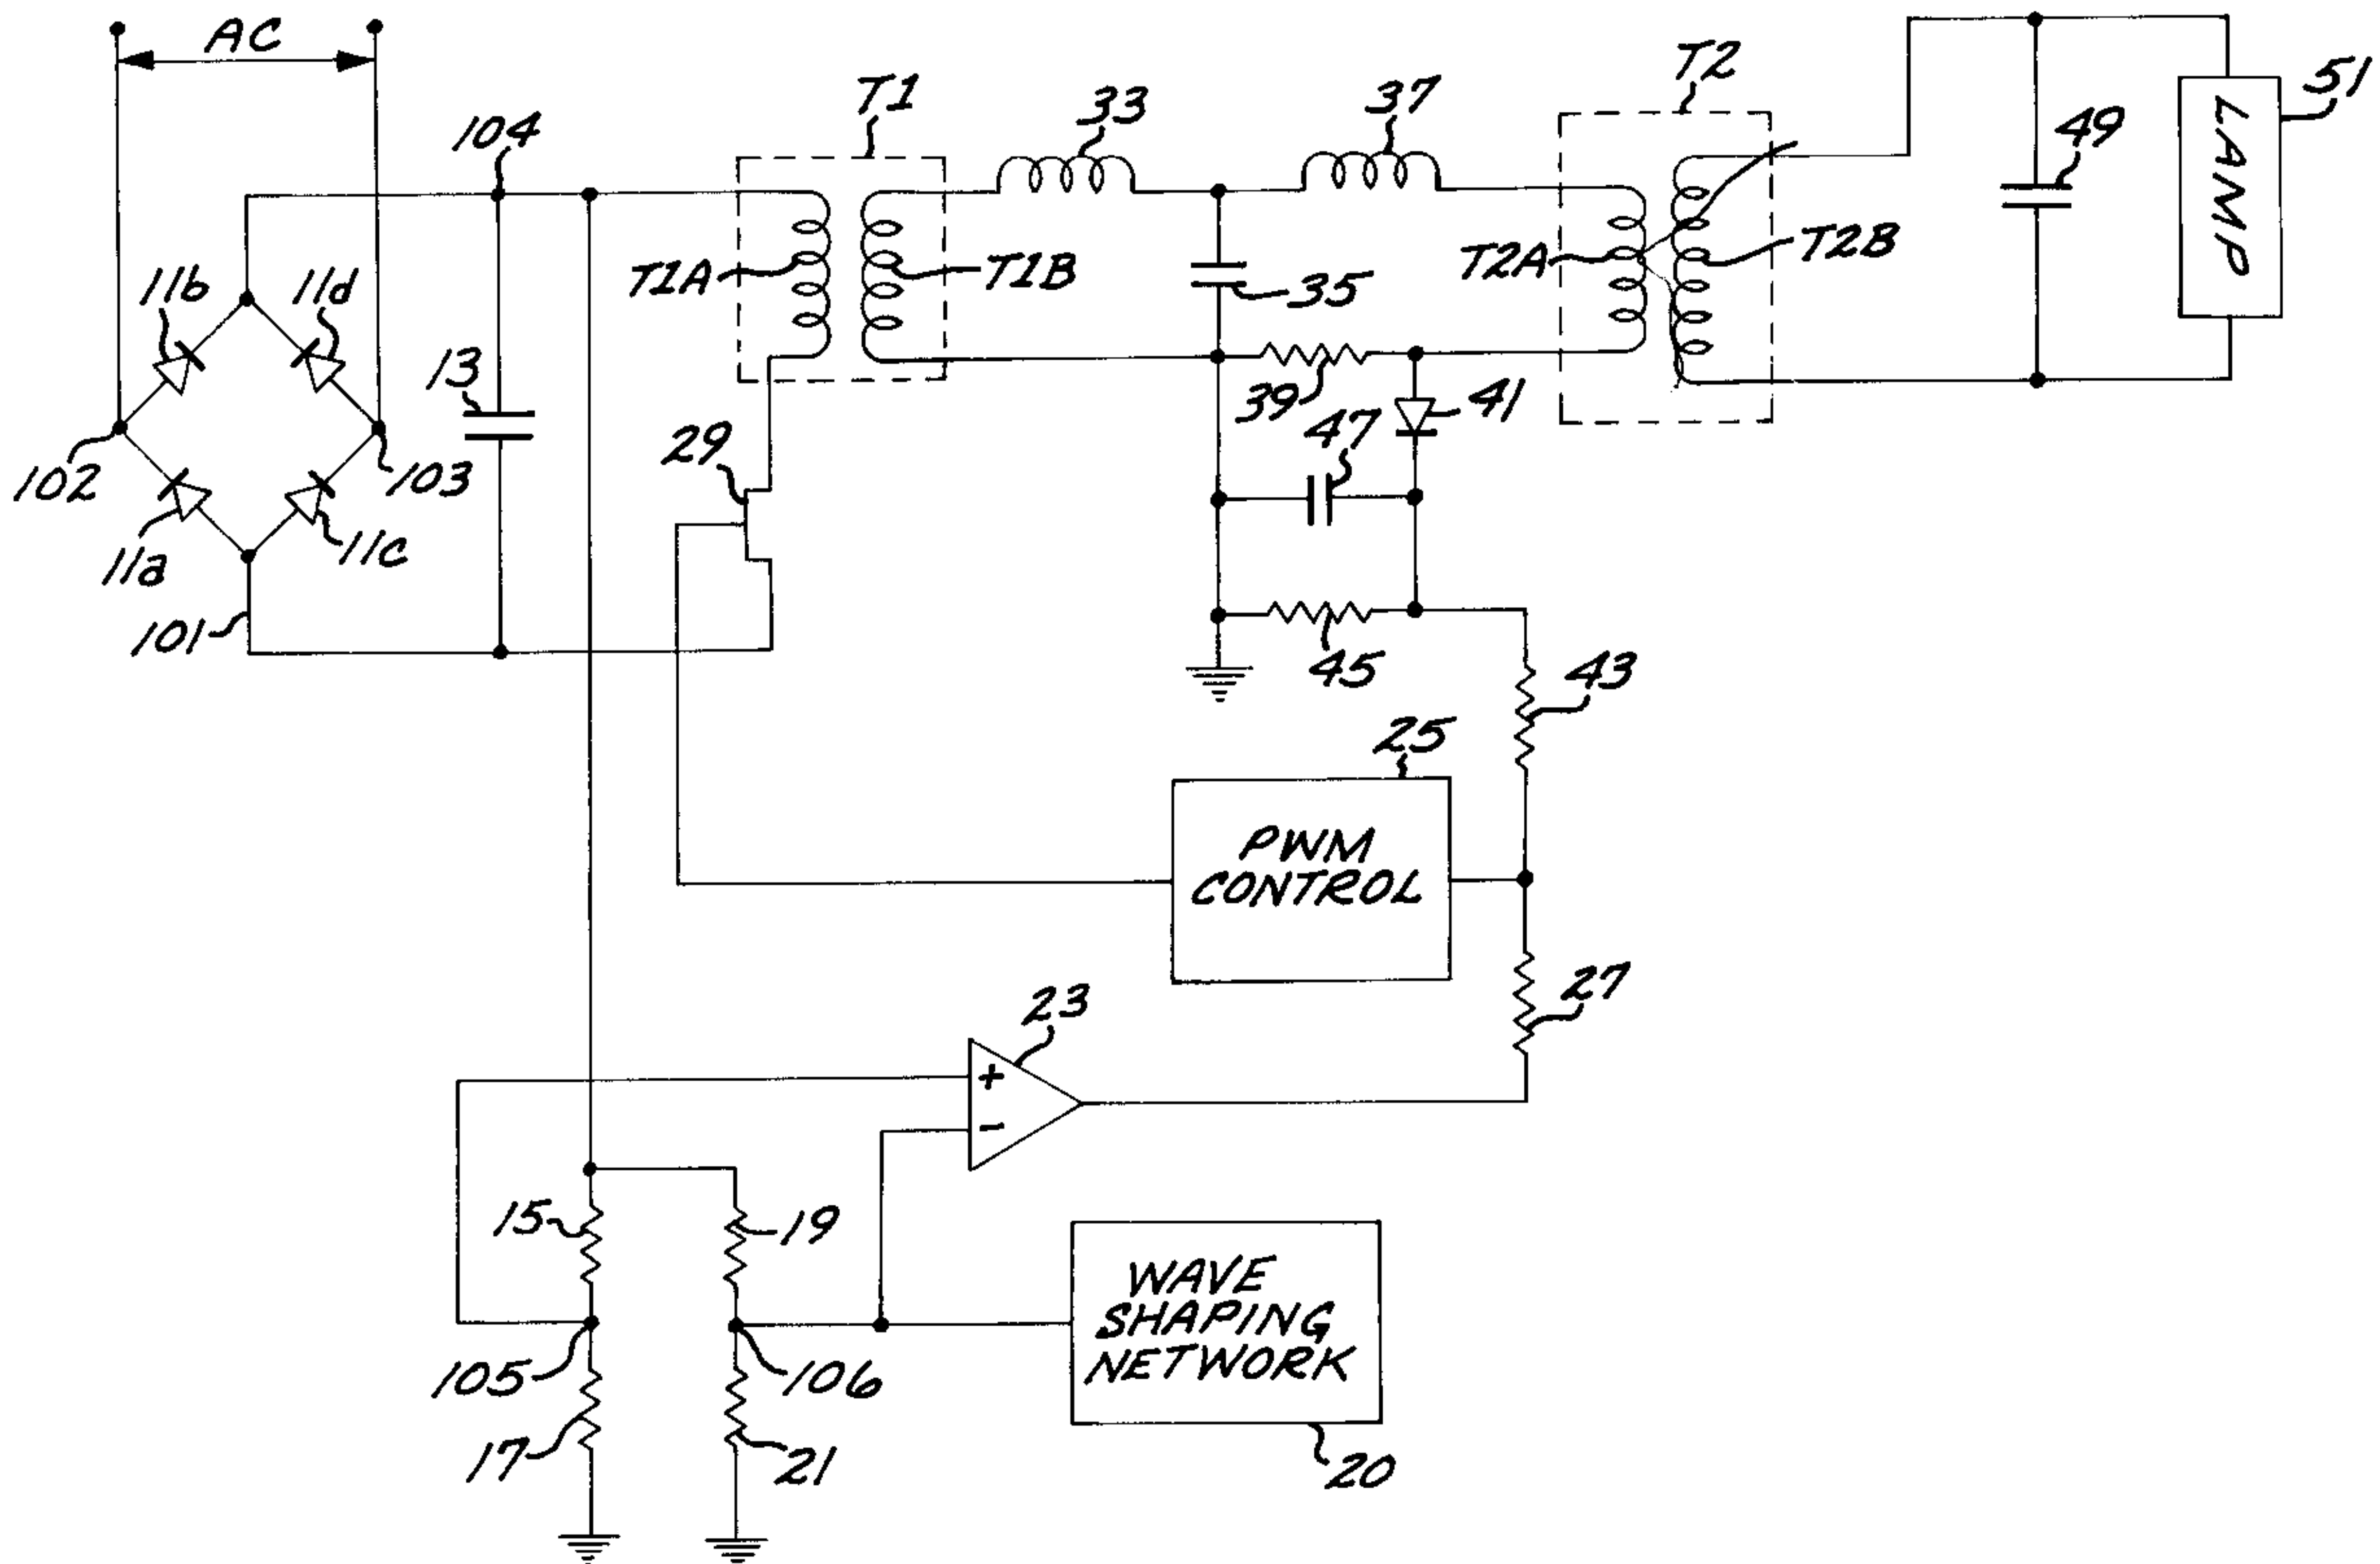 AC
T1
T2
104
33
37
49
51
LAMP
11b
11d
T1A
T1B
35
T2A
T2B
13
39
41
47
29
102
103
11a
11c
101
45
43
25
PWM
CONTROL
27
23
+
-
15
19
WAVE
SHAPING
NETWORK
105
106
17
21
20